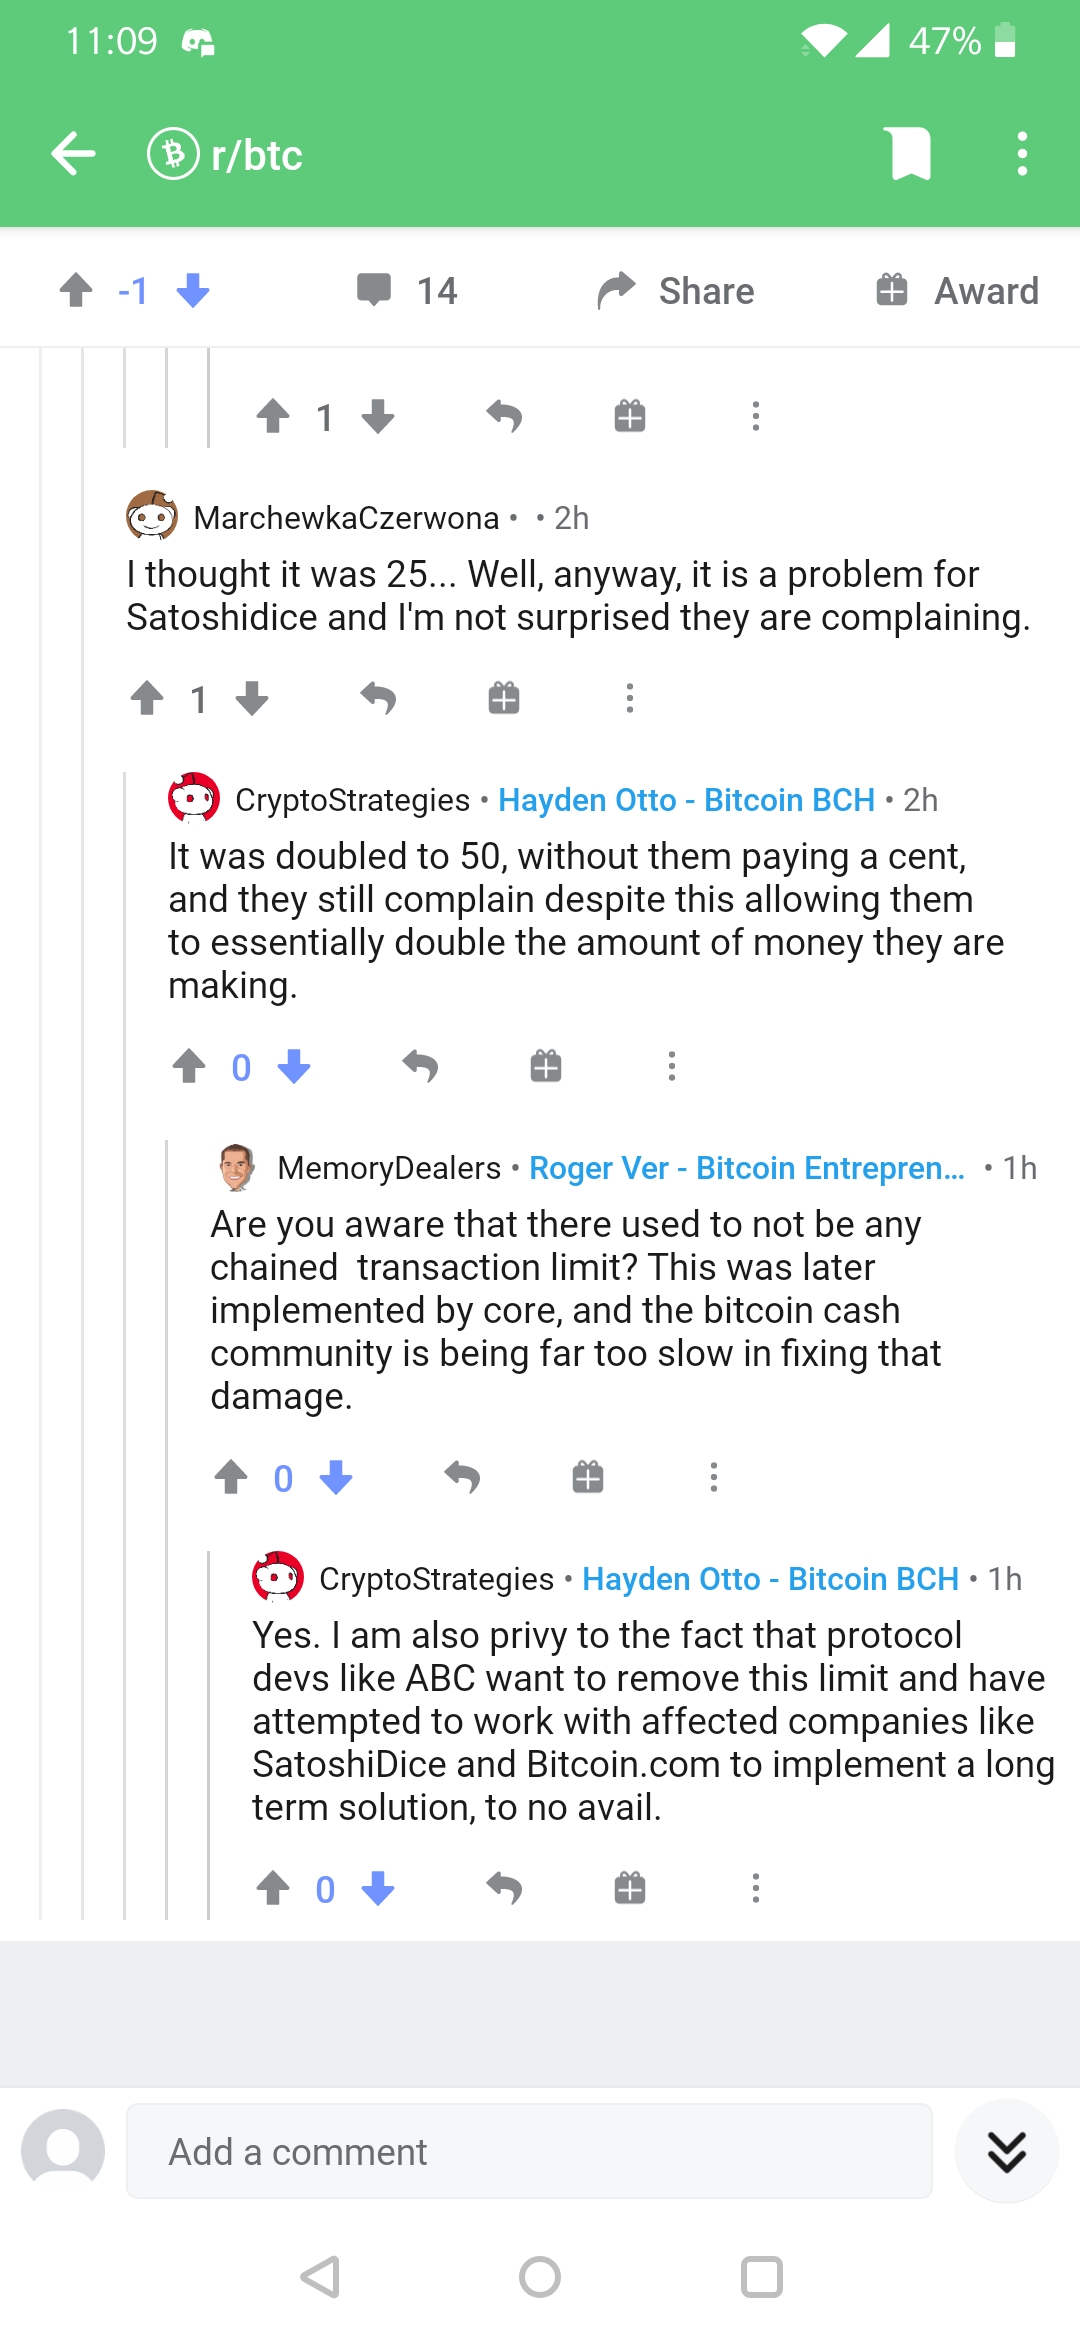 11:09
47%
r/btc
-1
14
Share
Award
1
MarchewkaCzerwona • • 2h
I thought it was 25... Well, anyway, it is a problem for
Satoshidice and I'm not surprised they are complaining.
1
CryptoStrategies • Hayden Otto - Bitcoin BCH • 2h
It was doubled to 50, without them paying a cent,
and they still complain despite this allowing them
to essentially double the amount of money they are
making.
0
MemoryDealers • Roger Ver - Bitcoin Entrepren... • 1h
Are you aware that there used to not be any
chained  transaction limit? This was later
implemented by core, and the bitcoin cash
community is being far too slow in fixing that
damage.
0
CryptoStrategies • Hayden Otto - Bitcoin BCH • 1h
Yes. I am also privy to the fact that protocol
devs like ABC want to remove this limit and have
attempted to work with affected companies like
SatoshiDice and Bitcoin.com to implement a long
term solution, to no avail.
0
Add a comment